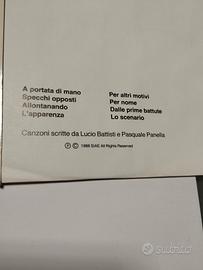 A portata di mano
Specchi opposti
Allontanando
L'apparenza
Per altri motivi
Per nome
Dalle prime battute
Lo scenario
Canzoni scritte da Lucio Battisti e Pasquale Panella
℗ © 1988 SIAE All Rights Reserved
Subito.it